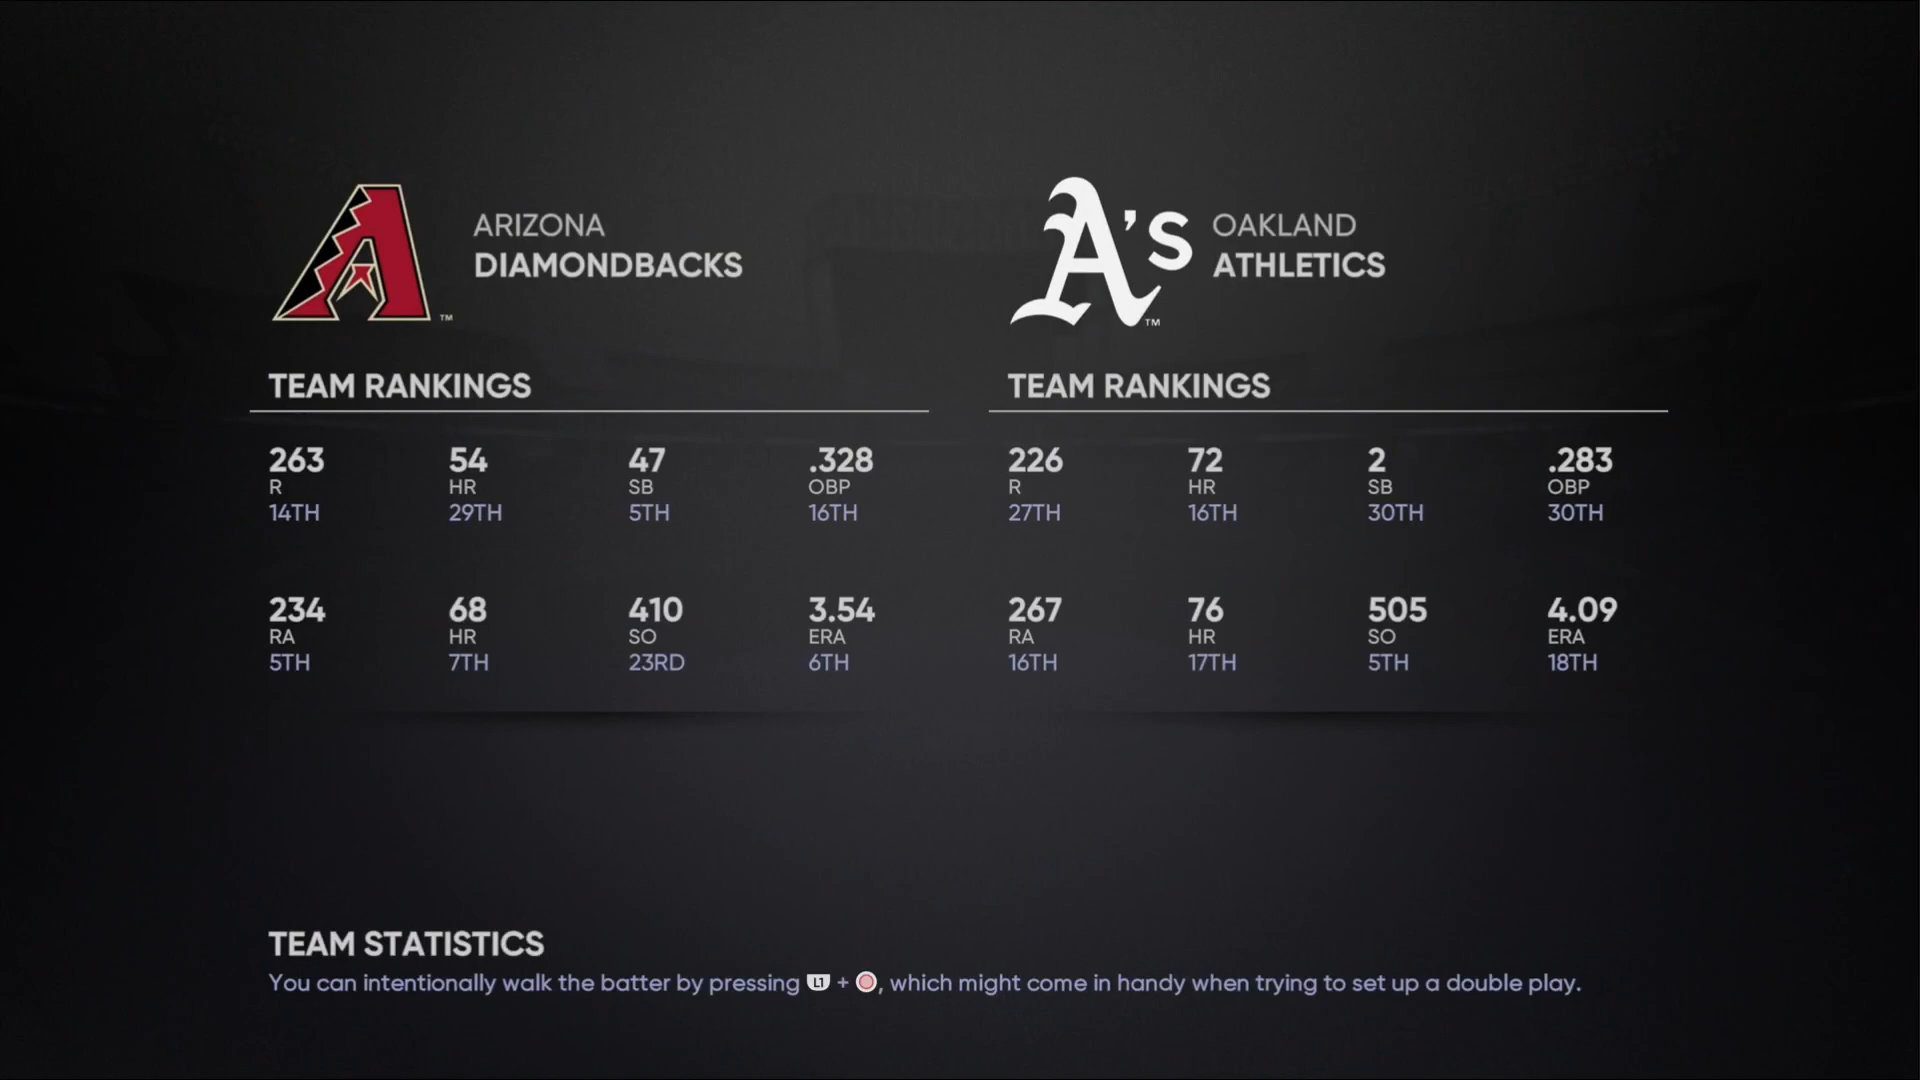 ARIZONA
DIAMONDBACKS
TEAM RANKINGS
263 54 47 .328
R HR SB OBP
14TH 29TH 5TH 16TH
234 68 410 3.54
RA HR SO ERA
5TH 7TH 23RD 6TH
A's
OAKLAND
ATHLETICS
TEAM RANKINGS
226 72 2 .283
R HR SB OBP
27TH 16TH 30TH 30TH
267 76 505 4.09
RA HR SO ERA
16TH 17TH 5TH 18TH
TEAM STATISTICS
You can intentionally walk the batter by pressing L1 + , which might come in handy when trying to set up a double play.